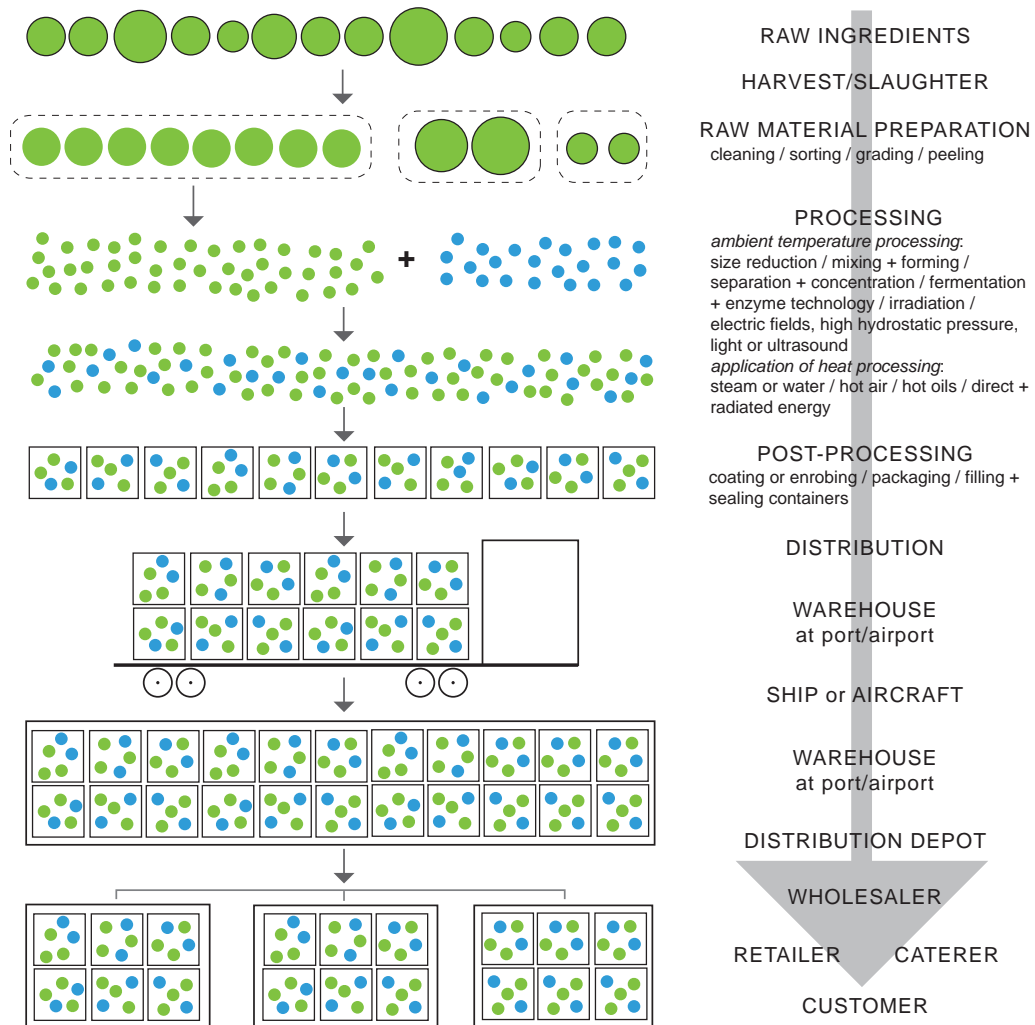 RAW INGREDIENTS
HARVEST/SLAUGHTER
RAW MATERIAL PREPARATION
cleaning / sorting / grading / peeling
PROCESSING
ambient temperature processing:
size reduction / mixing + forming /
separation + concentration / fermentation
+ enzyme technology / irradiation /
electric fields, high hydrostatic pressure,
light or ultrasound
application of heat processing:
steam or water / hot air / hot oils / direct +
radiated energy
+
POST-PROCESSING
coating or enrobing / packaging / filling +
sealing containers
DISTRIBUTION
WAREHOUSE
at port/airport
SHIP or AIRCRAFT
WAREHOUSE
at port/airport
DISTRIBUTION DEPOT
WHOLESALER
RETAILER CATERER
CUSTOMER